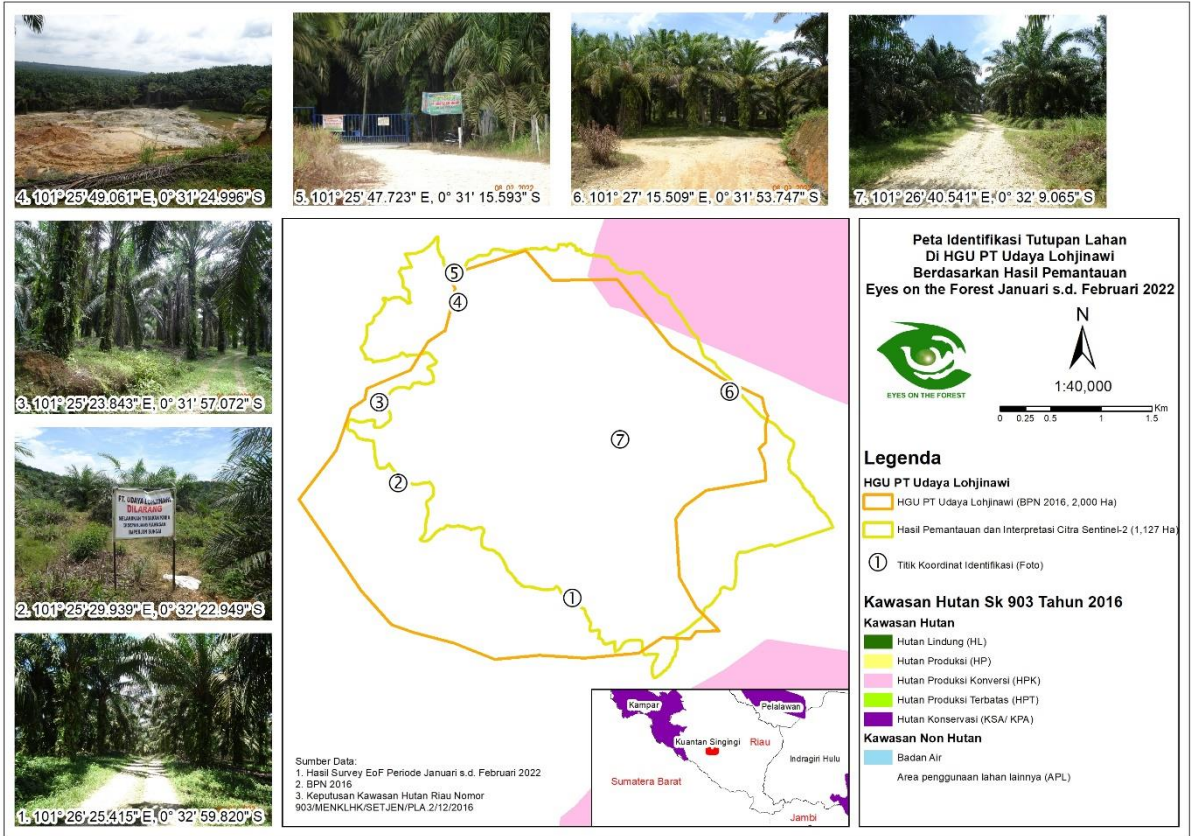 4. 101° 25' 49.061" E, 0° 31' 24.996" S
5. 101° 25' 47.723" E, 0° 31' 15.593" S
6. 101° 27' 15.509" E, 0° 31' 53.747" S
7. 101° 26' 40.541" E, 0° 32' 9.065" S
3. 101° 25' 23.843" E, 0° 31' 57.072" S
PT. UDAYA LOHJINAWI
DILARANG
2. 101° 25' 29.939" E, 0° 32' 22.949" S
1. 101° 26' 25.415" E, 0° 32' 59.820" S
5
4
3
6
7
2
1
Sumber Data:
1. Hasil Survey EoF Periode Januari s.d. Februari 2022
2. BPN 2016
3. Keputusan Kawasan Hutan Riau Nomor
903/MENKLHK/SETJEN/PLA.2/12/2016
Kampar
Pelalawan
Kuantan Singingi
Riau
Indragiri Hulu
Sumatera Barat
Jambi
Peta Identifikasi Tutupan Lahan
Di HGU PT Udaya Lohjinawi
Berdasarkan Hasil Pemantauan
Eyes on the Forest Januari s.d. Februari 2022
EYES ON THE FOREST
N
1:40,000
Km
0 0.25 0.5 1 1.5
Legenda
HGU PT Udaya Lohjinawi
HGU PT Udaya Lohjinawi (BPN 2016, 2,000 Ha)
Hasil Pemantauan dan Interpretasi Citra Sentinel-2 (1,127 Ha)
1 Titik Koordinat Identifikasi (Foto)
Kawasan Hutan Sk 903 Tahun 2016
Kawasan Hutan
Hutan Lindung (HL)
Hutan Produksi (HP)
Hutan Produksi Konversi (HPK)
Hutan Produksi Terbatas (HPT)
Hutan Konservasi (KSA/ KPA)
Kawasan Non Hutan
Badan Air
Area penggunaan lahan lainnya (APL)